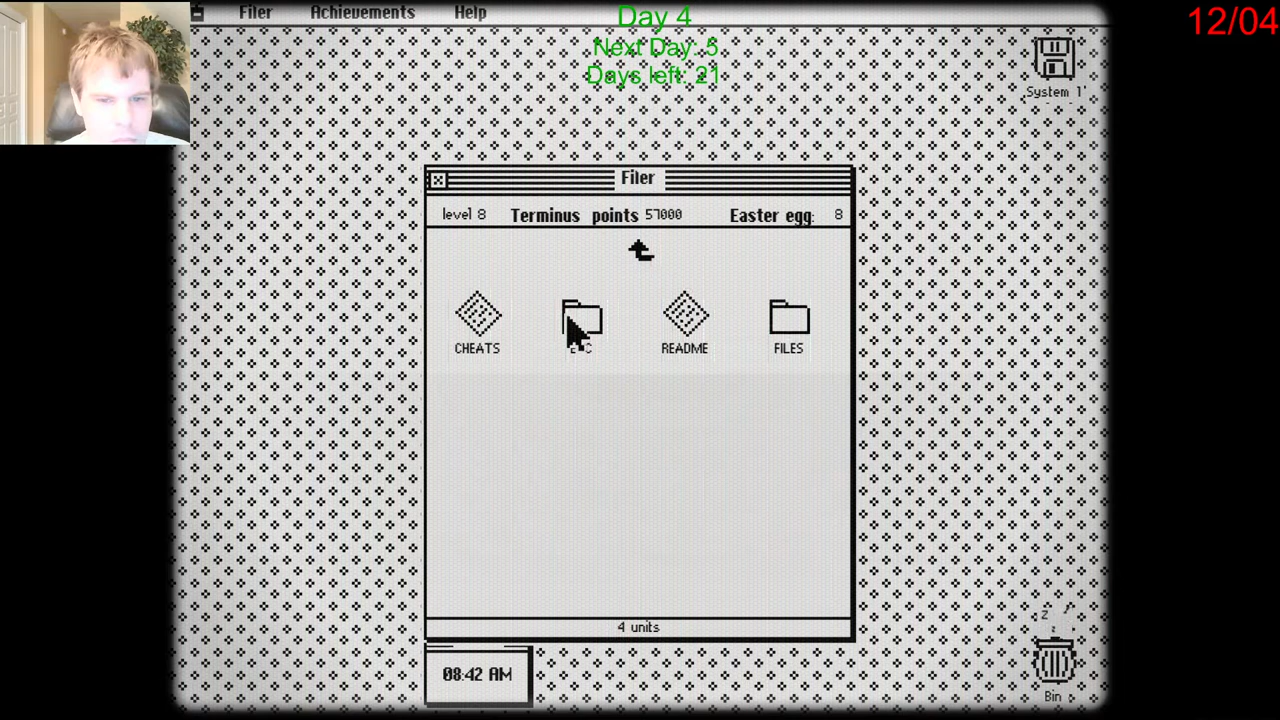 Filer Achievements Help
Day 4
Next Day: 5
Days left: 21
12/04
System 1
Filer
level 8 Terminus points 57000 Easter egg: 8
CHEATS README FILES
4 units
08:42 AM
Bin